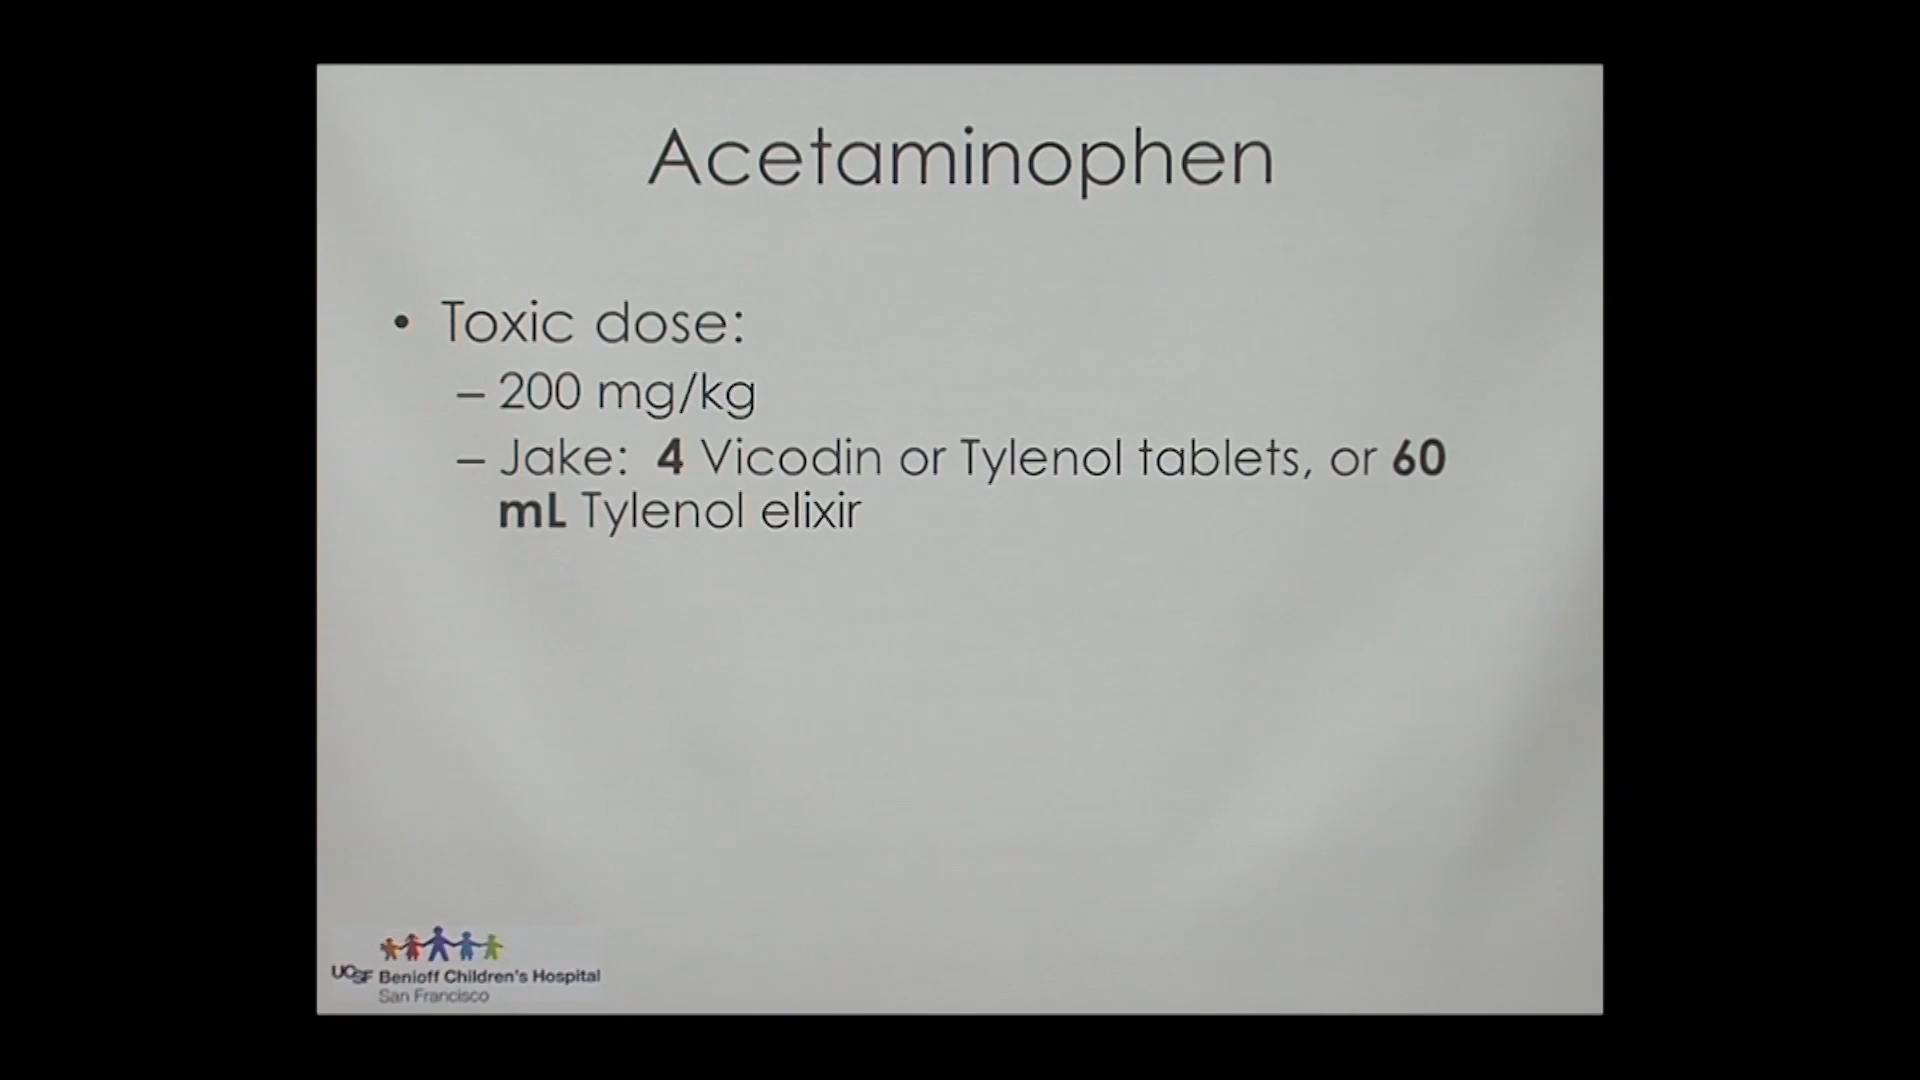 Acetaminophen
• Toxic dose:
– 200 mg/kg
– Jake: 4 Vicodin or Tylenol tablets, or 60
mL Tylenol elixir
UCSF Benioff Children's Hospital
San Francisco